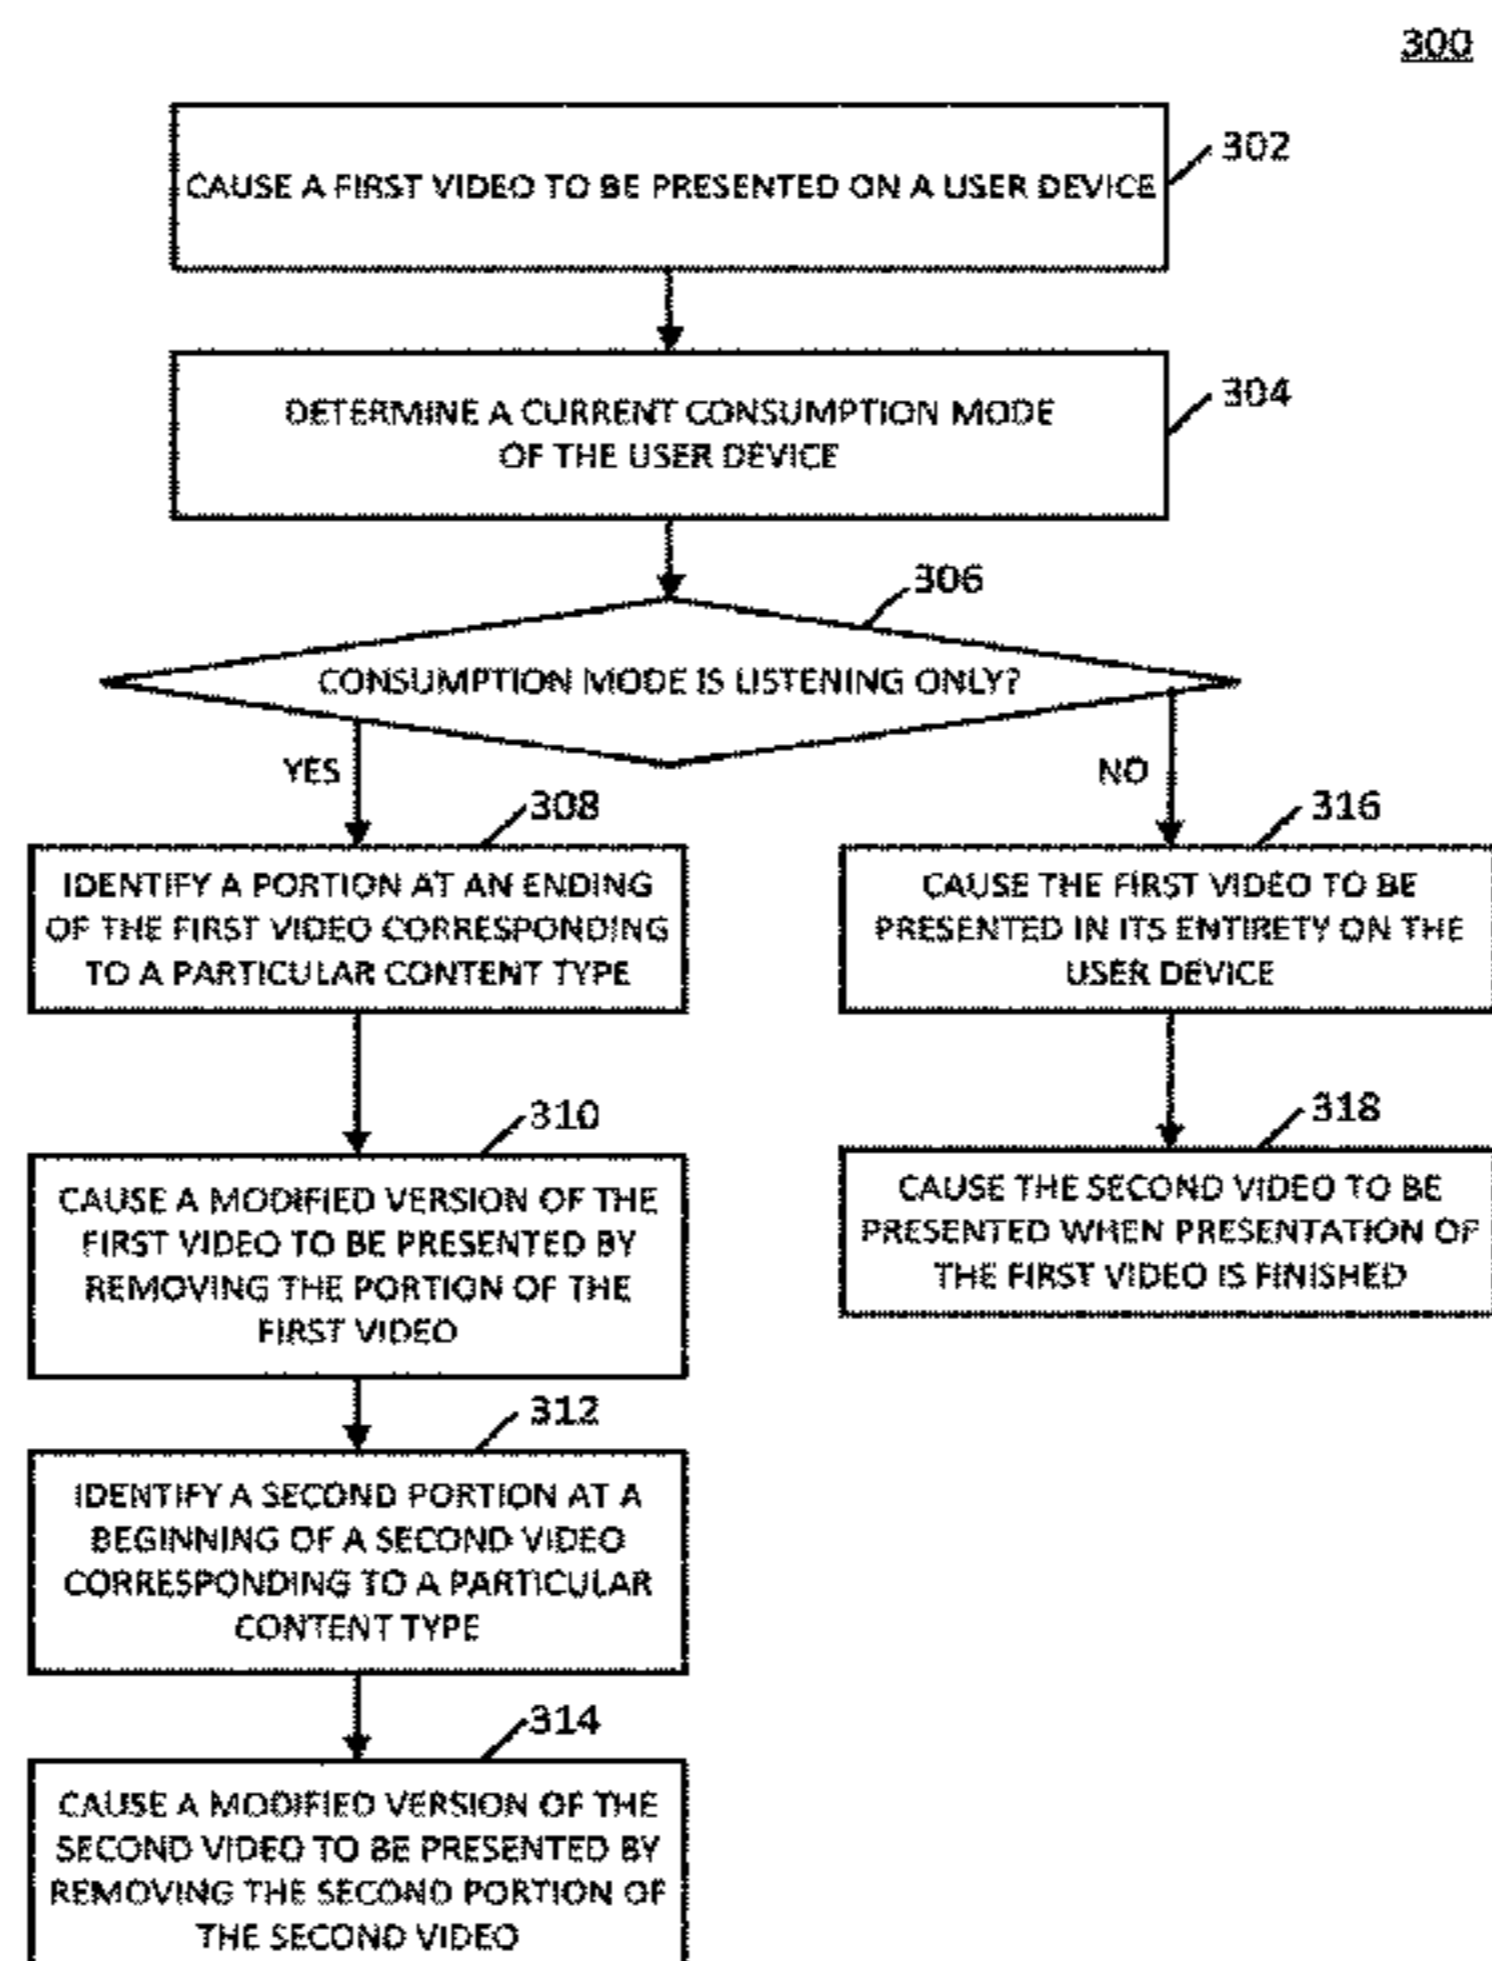 300
CAUSE A FIRST VIDEO TO BE PRESENTED ON A USER DEVICE
302
DETERMINE A CURRENT CONSUMPTION MODE
OF THE USER DEVICE
304
306
CONSUMPTION MODE IS LISTENING ONLY?
YES
NO
308
IDENTIFY A PORTION AT AN ENDING
OF THE FIRST VIDEO CORRESPONDING
TO A PARTICULAR CONTENT TYPE
310
CAUSE A MODIFIED VERSION OF THE
FIRST VIDEO TO BE PRESENTED BY
REMOVING THE PORTION OF THE
FIRST VIDEO
312
IDENTIFY A SECOND PORTION AT A
BEGINNING OF A SECOND VIDEO
CORRESPONDING TO A PARTICULAR
CONTENT TYPE
314
CAUSE A MODIFIED VERSION OF THE
SECOND VIDEO TO BE PRESENTED BY
REMOVING THE SECOND PORTION OF
THE SECOND VIDEO
316
CAUSE THE FIRST VIDEO TO BE
PRESENTED IN ITS ENTIRETY ON THE
USER DEVICE
318
CAUSE THE SECOND VIDEO TO BE
PRESENTED WHEN PRESENTATION OF
THE FIRST VIDEO IS FINISHED